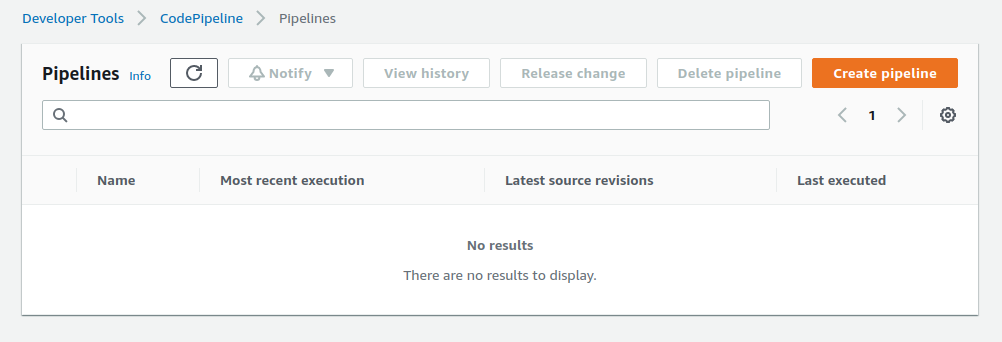 Developer Tools > CodePipeline > Pipelines
Pipelines Info Notify ▼ View history Release change Delete pipeline Create pipeline
1
Name Most recent execution Latest source revisions Last executed
No results
There are no results to display.